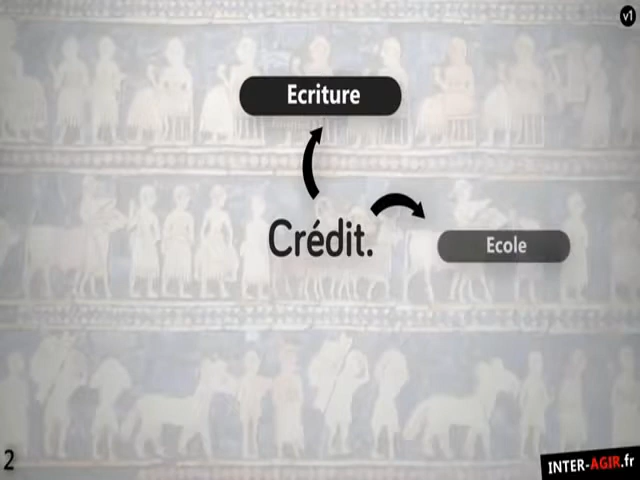 v1
Ecriture
Crédit.
Ecole
2
INTER-AGIR.fr